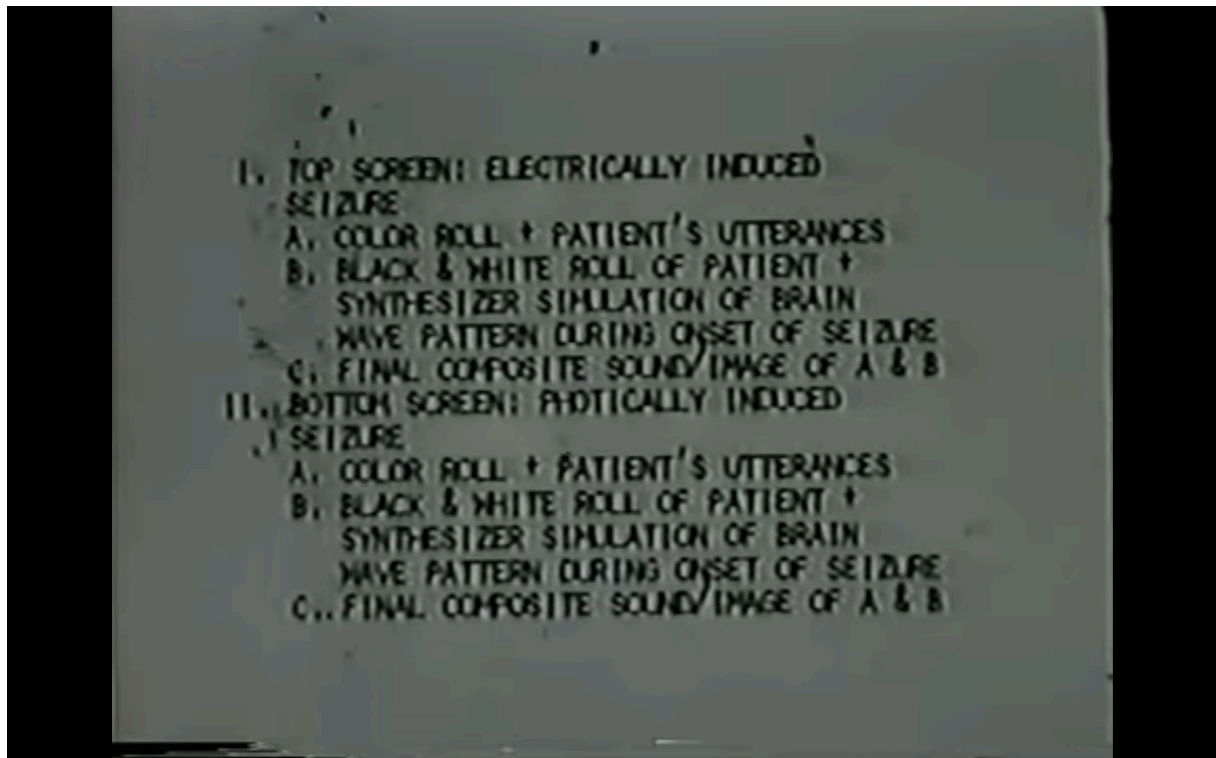 I. TOP SCREEN: ELECTRICALLY INDUCED
SEIZURE
A. COLOR ROLL + PATIENT'S UTTERANCES
B. BLACK & WHITE ROLL OF PATIENT +
SYNTHESIZER SIMULATION OF BRAIN
WAVE PATTERN DURING ONSET OF SEIZURE
C. FINAL COMPOSITE SOUND/IMAGE OF A & B
II. BOTTOM SCREEN: PHOTICALLY INDUCED
SEIZURE
A. COLOR ROLL + PATIENT'S UTTERANCES
B. BLACK & WHITE ROLL OF PATIENT +
SYNTHESIZER SIMULATION OF BRAIN
WAVE PATTERN DURING ONSET OF SEIZURE
C. FINAL COMPOSITE SOUND/IMAGE OF A & B